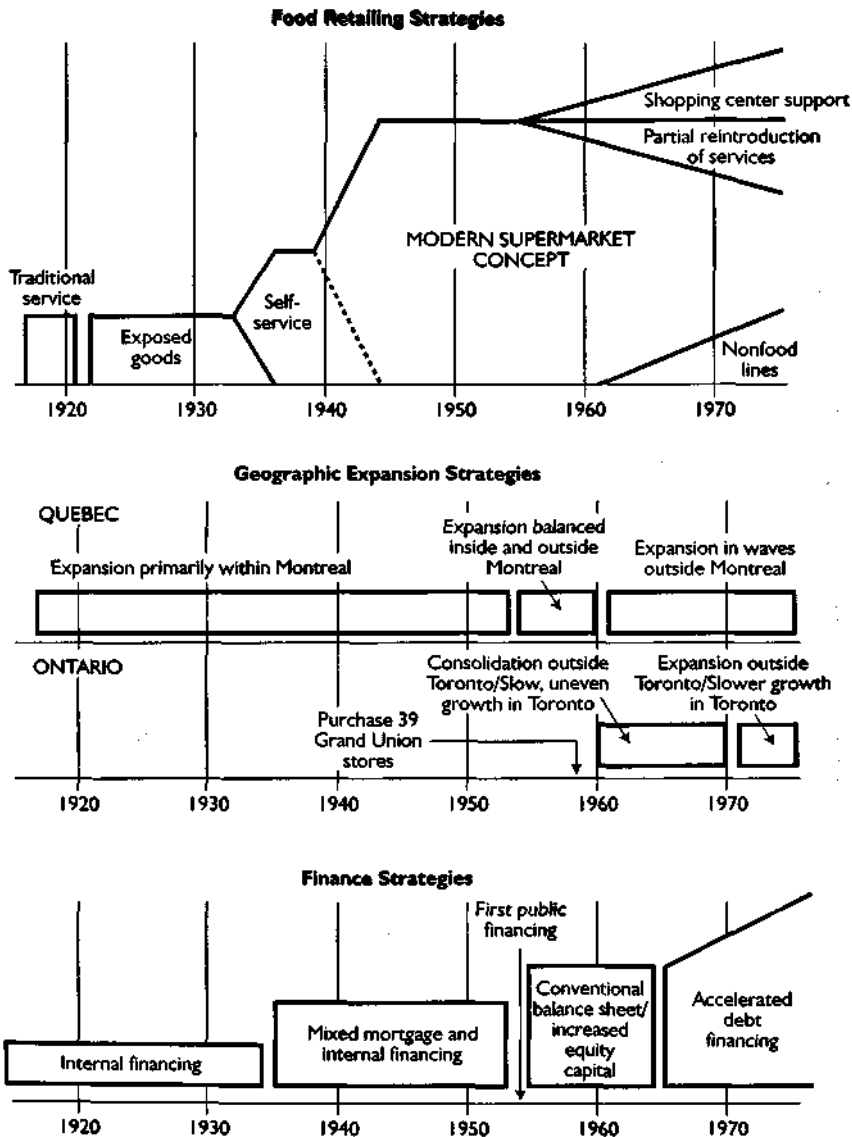 Food Retailing Strategies
Shopping center support
Partial reintroduction
of services
MODERN SUPERMARKET
CONCEPT
Traditional
service
Self-
service
Exposed
goods
Nonfood
lines
1920 1930 1940 1950 1960 1970
Geographic Expansion Strategies
QUEBEC
Expansion primarily within Montreal
Expansion balanced
inside and outside
Montreal
Expansion in waves
outside Montreal
ONTARIO
Purchase 39
Grand Union
stores
Consolidation outside
Toronto/Slow, uneven
growth in Toronto
Expansion outside
Toronto/Slower growth
in Toronto
1920 1930 1940 1950 1960 1970
Finance Strategies
First public
financing
Internal financing
Mixed mortgage and
internal financing
Conventional
balance sheet/
increased
equity
capital
Accelerated
debt
financing
1920 1930 1940 1950 1960 1970